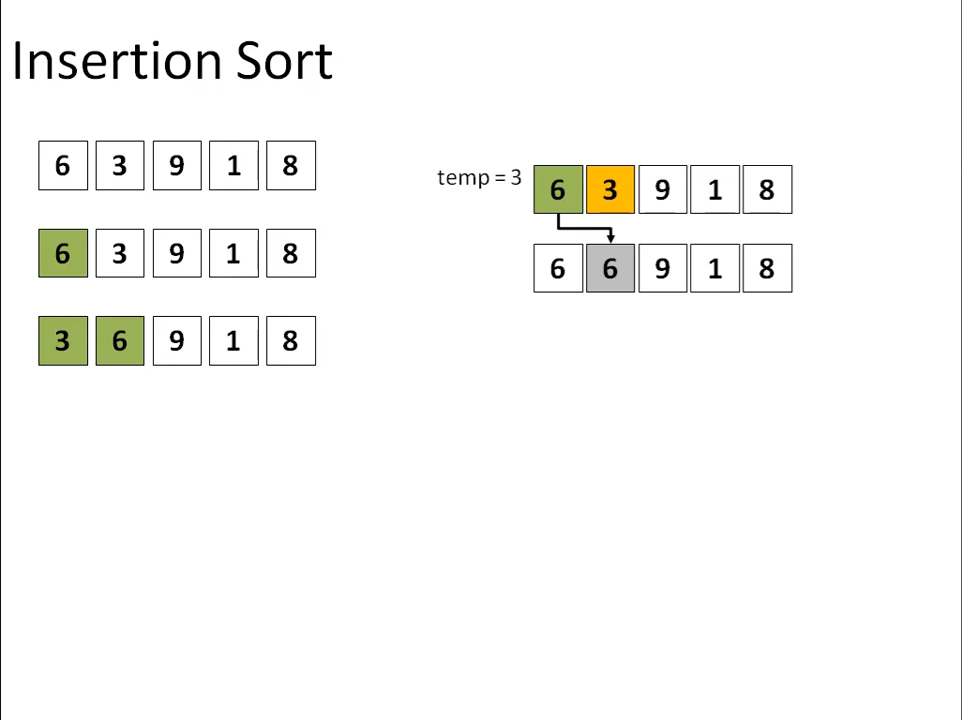 Insertion Sort
6 3 9 1 8
6 3 9 1 8
3 6 9 1 8
temp = 3 6 3 9 1 8
6 6 9 1 8